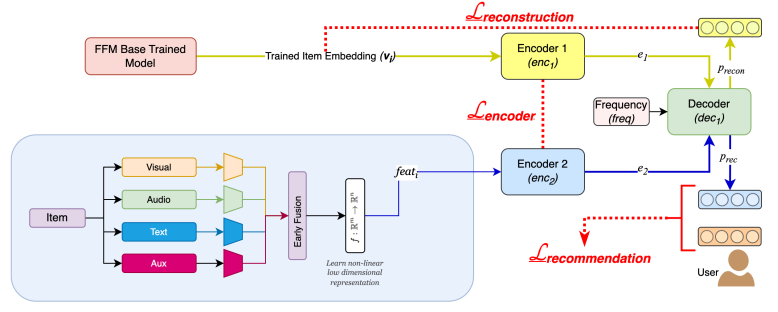 ℒreconstruction
FFM Base Trained
Model
Trained Item Embedding (vi)
Encoder 1
(enc1)
e1
precon
Frequency
(freq)
Decoder
(dec1)
ℒencoder
Visual
Audio
Text
Aux
Item
Early Fusion
f : ℝm → ℝn
Learn non-linear
low dimensional
representation
feati
Encoder 2
(enc2)
e2
prec
ℒrecommendation
User